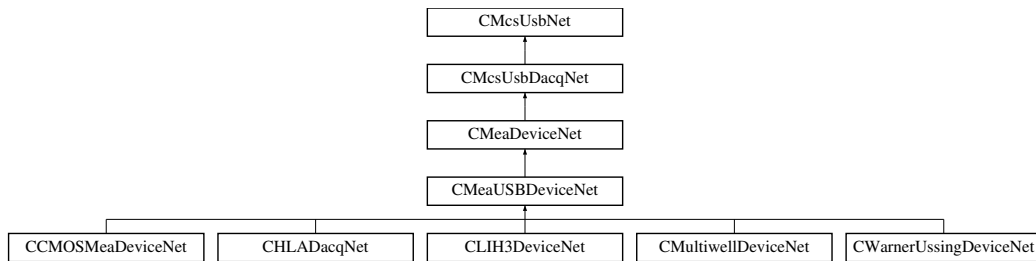 CMcsUsbNet
CMcsUsbDacqNet
CMeaDeviceNet
CMeaUSBDeviceNet
CCMOSMeaDeviceNet CHLADacqNet CLIH3DeviceNet CMultiwellDeviceNet CWarnerUssingDeviceNet